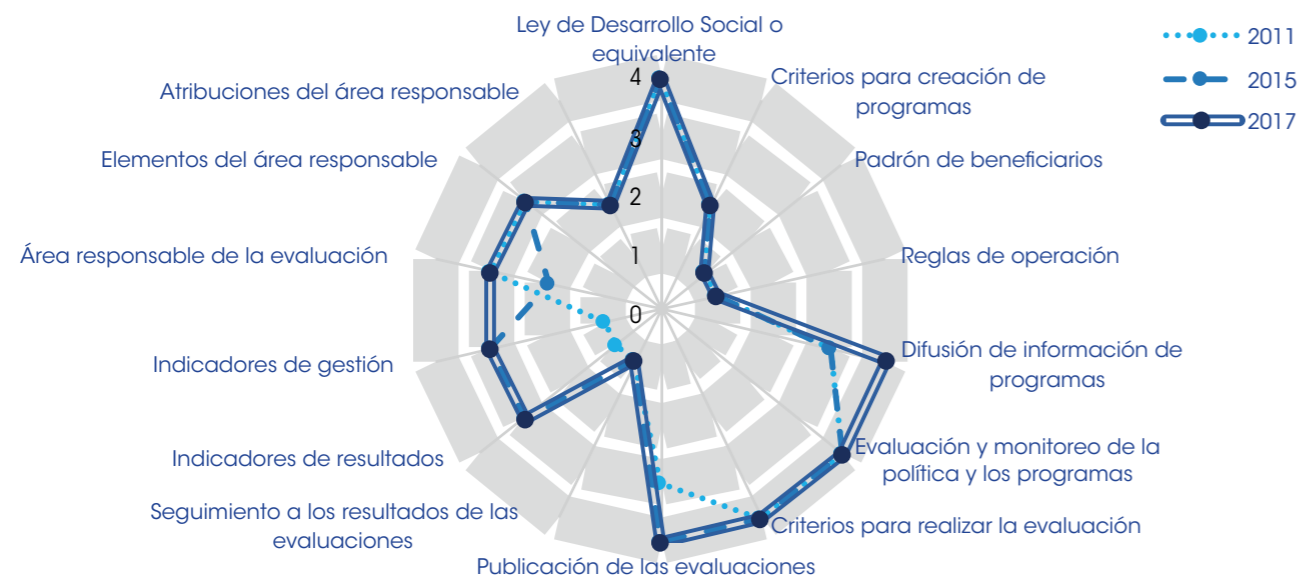 Ley de Desarrollo Social o
equivalente
2011
2015
2017
Criterios para creación de
programas
Padrón de beneficiarios
Reglas de operación
Difusión de información de
programas
Evaluación y monitoreo de la
política y los programas
Criterios para realizar la evaluación
Publicación de las evaluaciones
Seguimiento a los resultados de las
evaluaciones
Indicadores de resultados
Indicadores de gestión
Área responsable de la evaluación
Elementos del área responsable
Atribuciones del área responsable
4
3
2
1
0